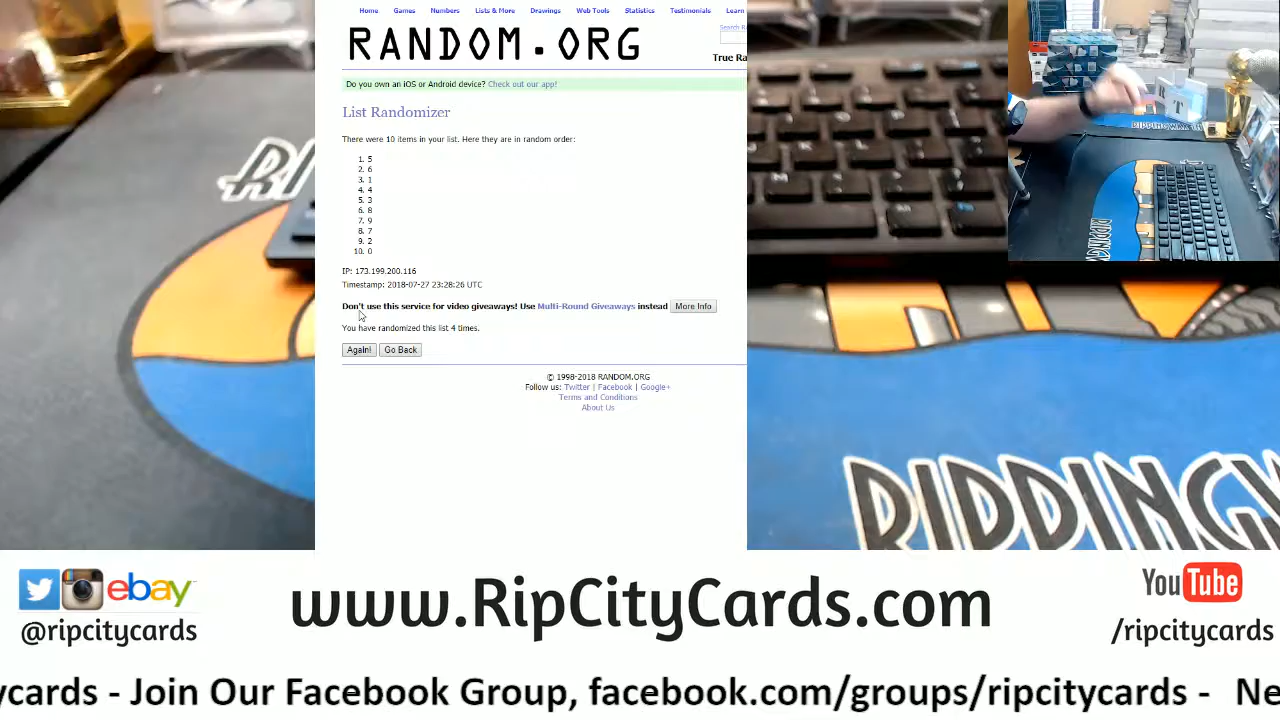 Home Games Numbers Lists & More Drawings Web Tools Statistics Testimonials Learn
RANDOM.ORG
Search
True Ra
Do you own an iOS or Android device? Check out our app!
List Randomizer
There were 10 items in your list. Here they are in random order:
1. 5
2. 6
3. 1
4. 4
5. 3
6. 8
7. 9
8. 7
9. 2
10. 0
IP: 173.199.200.116
Timestamp: 2018-07-27 23:28:26 UTC
Don't use this service for video giveaways! Use Multi-Round Giveaways instead More Info
You have randomized this list 4 times.
Again! Go Back
© 1998-2018 RANDOM.ORG
Follow us: Twitter | Facebook | Google+
Terms and Conditions
About Us
RIPPINGWAX
RIPPINGW
ebay
@ripcitycards
www.RipCityCards.com
YouTube
/ripcitycards
ycards - Join Our Facebook Group, facebook.com/groups/ripcitycards - Ne